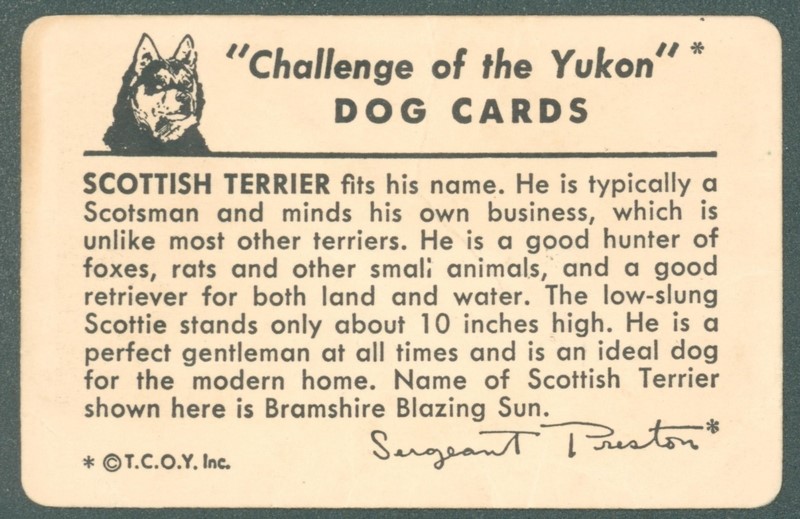 "Challenge of the Yukon" *
DOG CARDS
SCOTTISH TERRIER fits his name. He is typically a
Scotsman and minds his own business, which is
unlike most other terriers. He is a good hunter of
foxes, rats and other small animals, and a good
retriever for both land and water. The low-slung
Scottie stands only about 10 inches high. He is a
perfect gentleman at all times and is an ideal dog
for the modern home. Name of Scottish Terrier
shown here is Bramshire Blazing Sun.
Sergeant Preston*
* © T.C.O.Y. Inc.